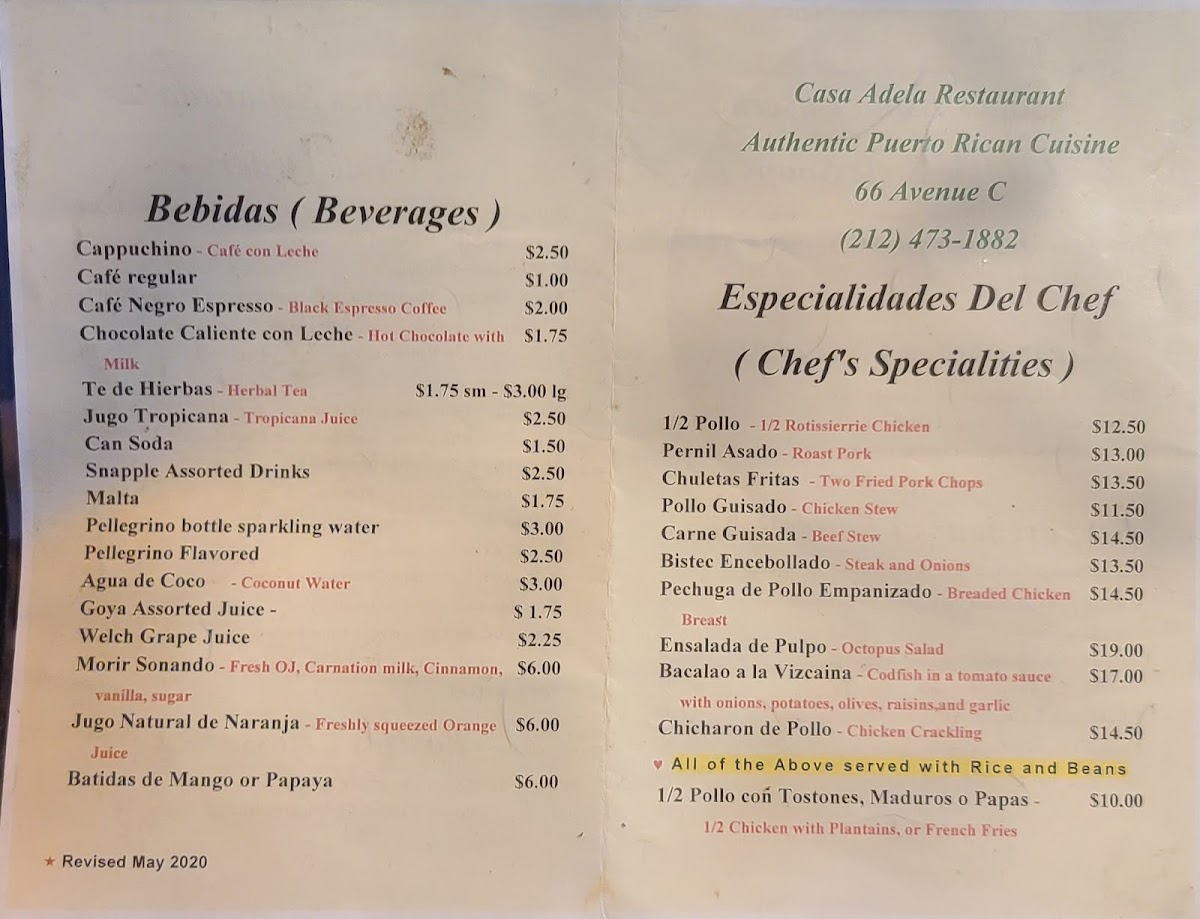 Bebidas ( Beverages )
Cappuchino - Café con Leche $2.50
Café regular $1.00
Café Negro Espresso - Black Espresso Coffee $2.00
Chocolate Caliente con Leche - Hot Chocolate with $1.75
Milk
Te de Hierbas - Herbal Tea $1.75 sm - $3.00 lg
Jugo Tropicana - Tropicana Juice $2.50
Can Soda $1.50
Snapple Assorted Drinks $2.50
Malta $1.75
Pellegrino bottle sparkling water $3.00
Pellegrino Flavored $2.50
Agua de Coco - Coconut Water $3.00
Goya Assorted Juice - $ 1.75
Welch Grape Juice $2.25
Morir Sonando - Fresh OJ, Carnation milk, Cinnamon, $6.00
vanilla, sugar
Jugo Natural de Naranja - Freshly squeezed Orange $6.00
Juice
Batidas de Mango or Papaya $6.00
★ Revised May 2020
Casa Adela Restaurant
Authentic Puerto Rican Cuisine
66 Avenue C
(212) 473-1882
Especialidades Del Chef
( Chef's Specialities )
1/2 Pollo - 1/2 Rotissierrie Chicken $12.50
Pernil Asado - Roast Pork $13.00
Chuletas Fritas - Two Fried Pork Chops $13.50
Pollo Guisado - Chicken Stew $11.50
Carne Guisada - Beef Stew $14.50
Bistec Encebollado - Steak and Onions $13.50
Pechuga de Pollo Empanizado - Breaded Chicken $14.50
Breast
Ensalada de Pulpo - Octopus Salad $19.00
Bacalao a la Vizcaina - Codfish in a tomato sauce $17.00
with onions, potatoes, olives, raisins,and garlic
Chicharon de Pollo - Chicken Crackling $14.50
♥ All of the Above served with Rice and Beans
1/2 Pollo coñ Tostones, Maduros o Papas - $10.00
1/2 Chicken with Plantains, or French Fries